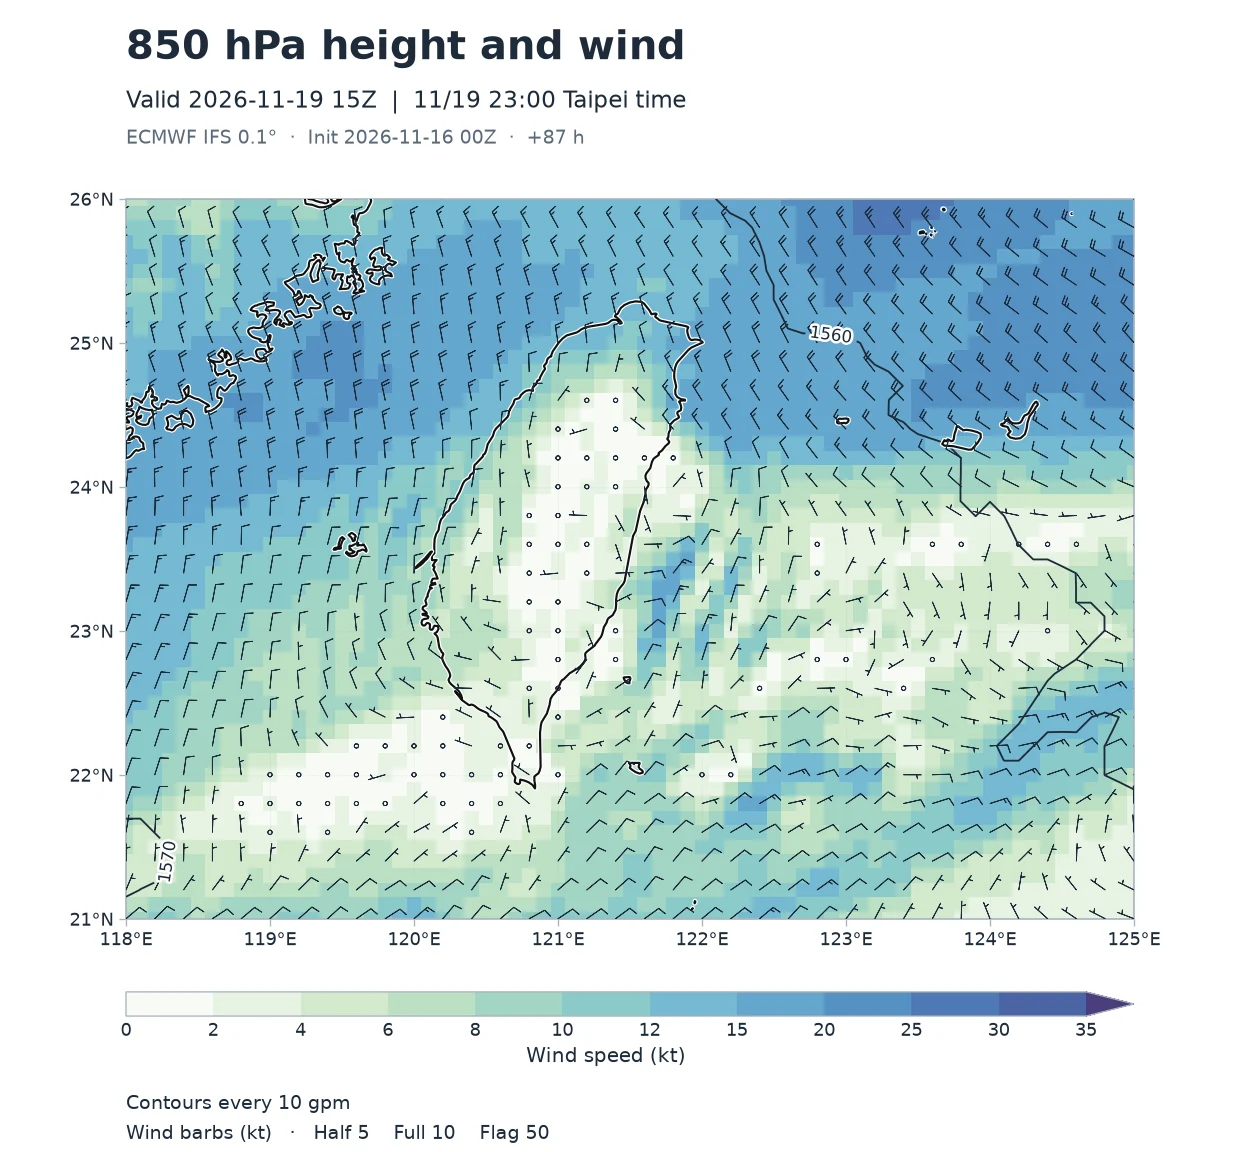 850 hPa height and wind
Valid 2026-11-19 15Z | 11/19 23:00 Taipei time
ECMWF IFS 0.1° · Init 2026-11-16 00Z · +87 h
26°N
25°N
24°N
23°N
22°N
21°N
1560
1570
118°E 119°E 120°E 121°E 122°E 123°E 124°E 125°E
0 2 4 6 8 10 12 15 20 25 30 35
Wind speed (kt)
Contours every 10 gpm
Wind barbs (kt) · Half 5 Full 10 Flag 50